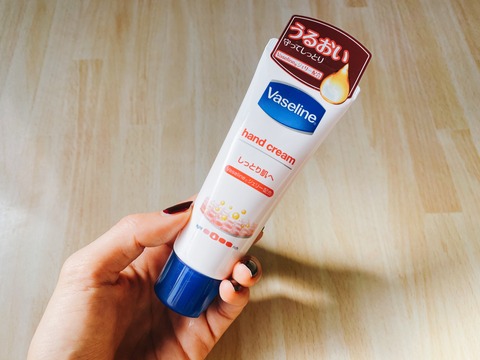 うるおい
守ってしっとり
Vaseline
hand cream
しっとり肌へ